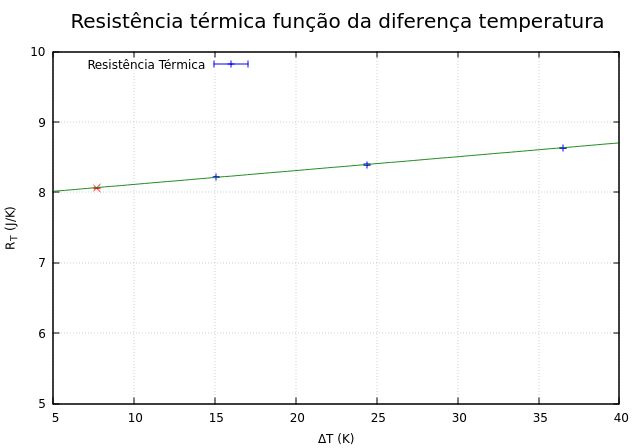 Resistência térmica função da diferença temperatura
Resistência Térmica
10
9
8
7
6
5
R_T (J/K)
5 10 15 20 25 30 35 40
ΔT (K)